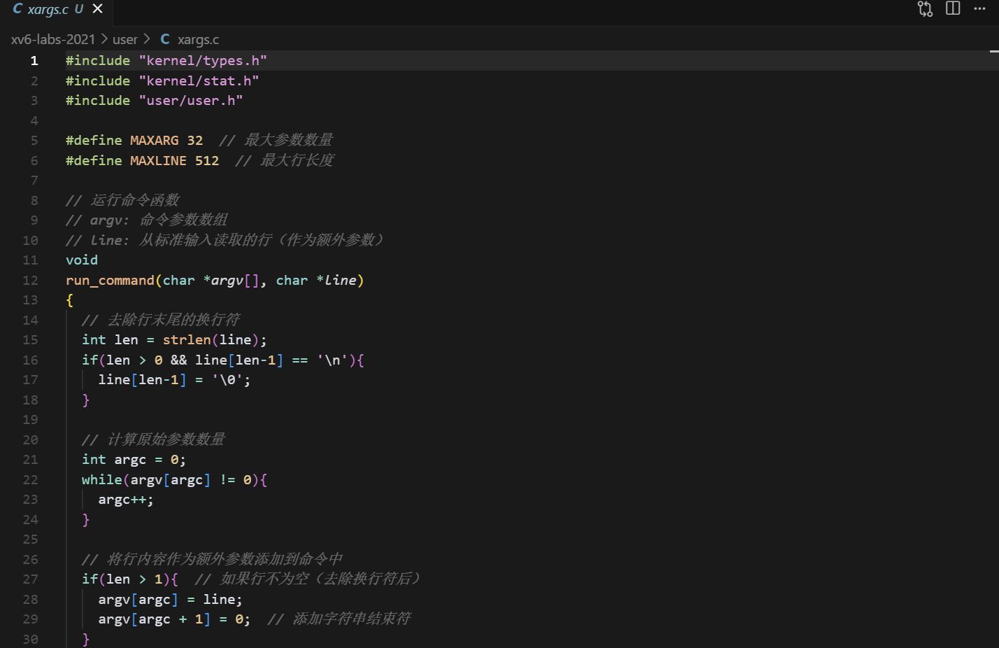 C xargs.c U ×
xv6-labs-2021 > user > C xargs.c
1 #include "kernel/types.h"
2 #include "kernel/stat.h"
3 #include "user/user.h"
4
5 #define MAXARG 32  // 最大参数数量
6 #define MAXLINE 512  // 最大行长度
7
8 // 运行命令函数
9 // argv: 命令参数数组
10 // line: 从标准输入读取的行（作为额外参数）
11 void
12 run_command(char *argv[], char *line)
13 {
14   // 去除行末尾的换行符
15   int len = strlen(line);
16   if(len > 0 && line[len-1] == '\n'){
17     line[len-1] = '\0';
18   }
19
20   // 计算原始参数数量
21   int argc = 0;
22   while(argv[argc] != 0){
23     argc++;
24   }
25
26   // 将行内容作为额外参数添加到命令中
27   if(len > 1){  // 如果行不为空（去除换行符后）
28     argv[argc] = line;
29     argv[argc + 1] = 0;  // 添加字符串结束符
30   }